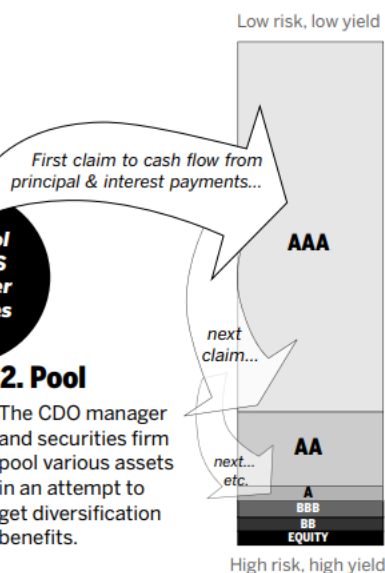 Low risk, low yield
First claim to cash flow from
principal & interest payments...
AAA
next
claim...
2. Pool
The CDO manager
and securities firm
pool various assets
in an attempt to
get diversification
benefits.
AA
next...
etc.
A
BBB
BB
EQUITY
High risk, high yield